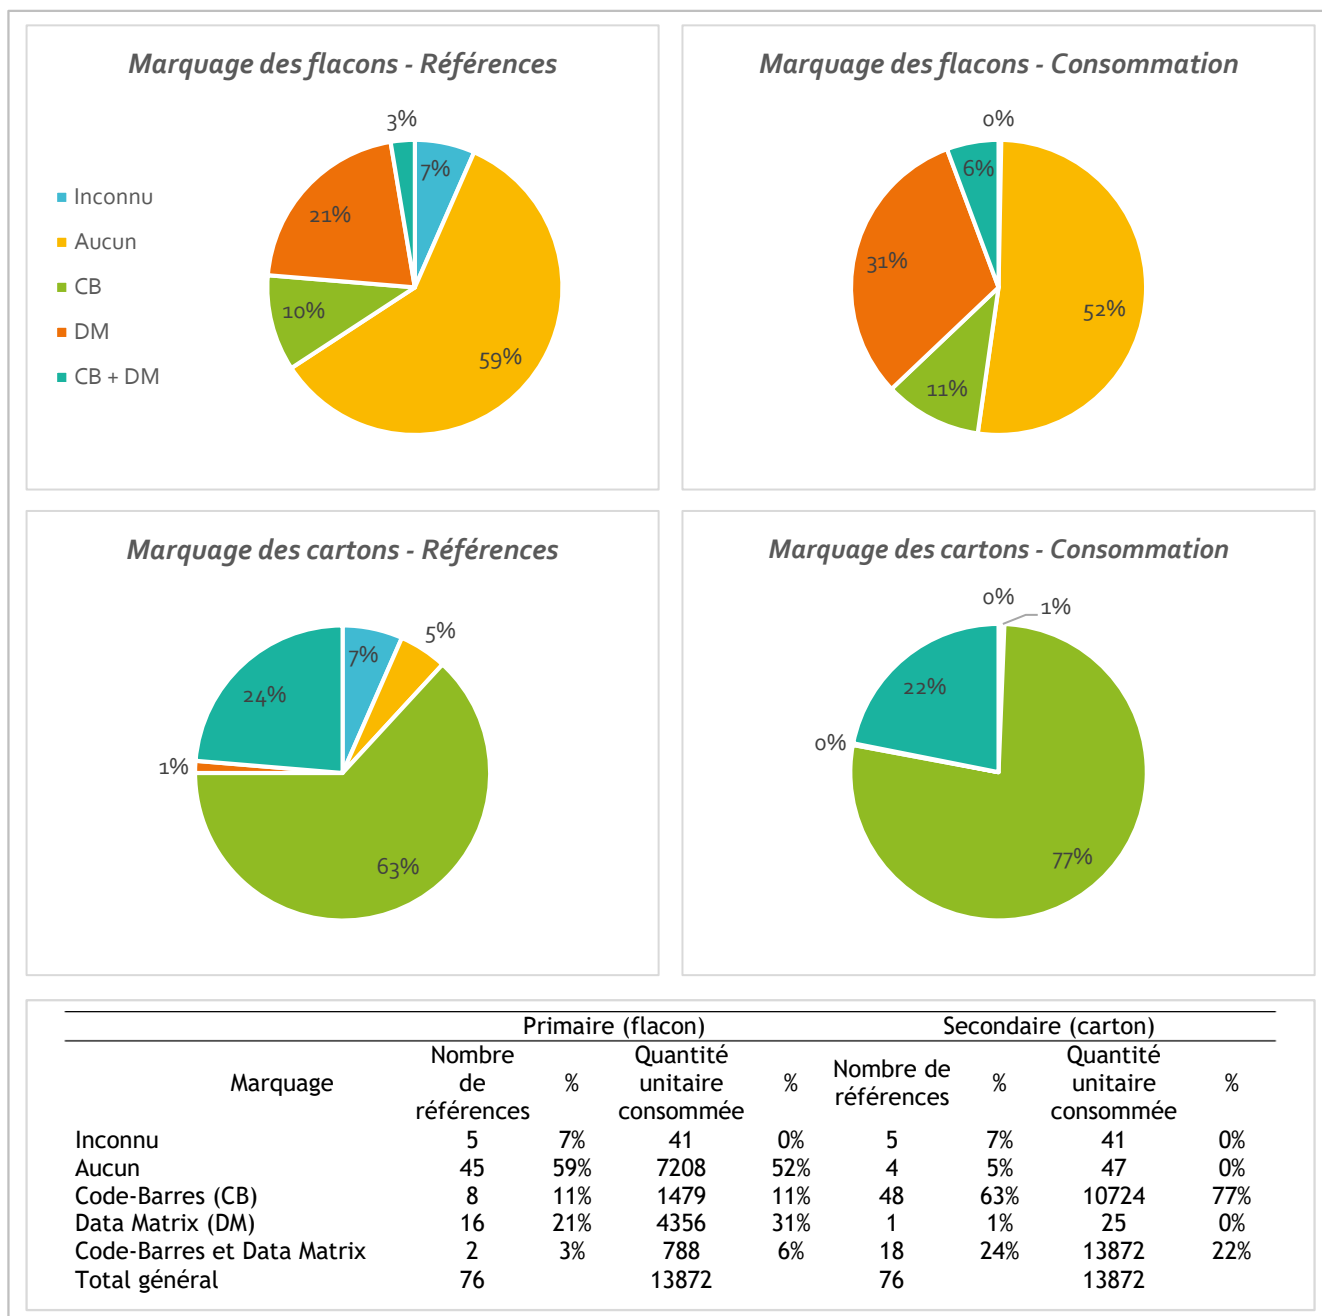 Marquage des flacons - Références
3%
7%
21%
10%
59%
Inconnu
Aucun
CB
DM
CB + DM
Marquage des flacons - Consommation
0%
6%
31%
52%
11%
Marquage des cartons - Références
7%
5%
24%
1%
63%
Marquage des cartons - Consommation
0%
1%
22%
0%
77%
Primaire (flacon) Secondaire (carton)
Marquage Nombre de références % Quantité unitaire consommée % Nombre de références % Quantité unitaire consommée %
Inconnu 5 7% 41 0% 5 7% 41 0%
Aucun 45 59% 7208 52% 4 5% 47 0%
Code-Barres (CB) 8 11% 1479 11% 48 63% 10724 77%
Data Matrix (DM) 16 21% 4356 31% 1 1% 25 0%
Code-Barres et Data Matrix 2 3% 788 6% 18 24% 13872 22%
Total général 76 13872 76 13872